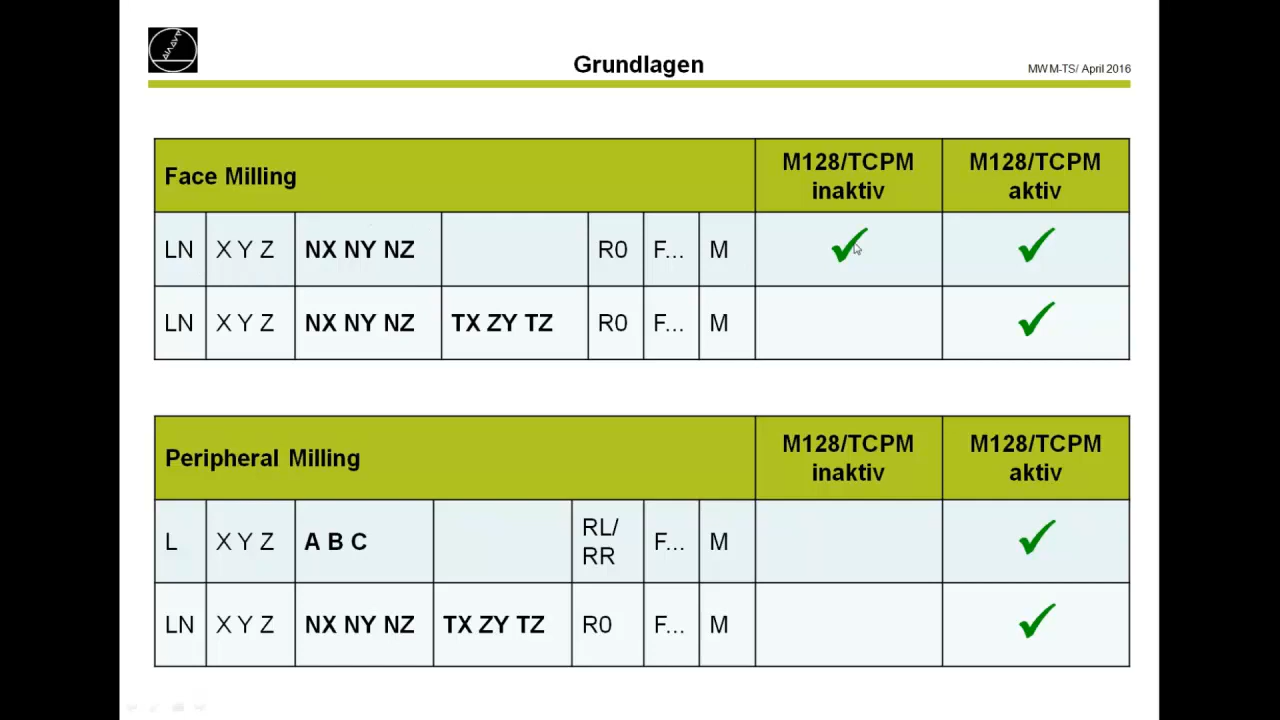 Grundlagen
MWM-TS/ April 2016
Face Milling
M128/TCPM
inaktiv
M128/TCPM
aktiv
LN X Y Z NX NY NZ R0 F... M
LN X Y Z NX NY NZ TX ZY TZ R0 F... M
Peripheral Milling
M128/TCPM
inaktiv
M128/TCPM
aktiv
L X Y Z A B C RL/
RR F... M
LN X Y Z NX NY NZ TX ZY TZ R0 F... M